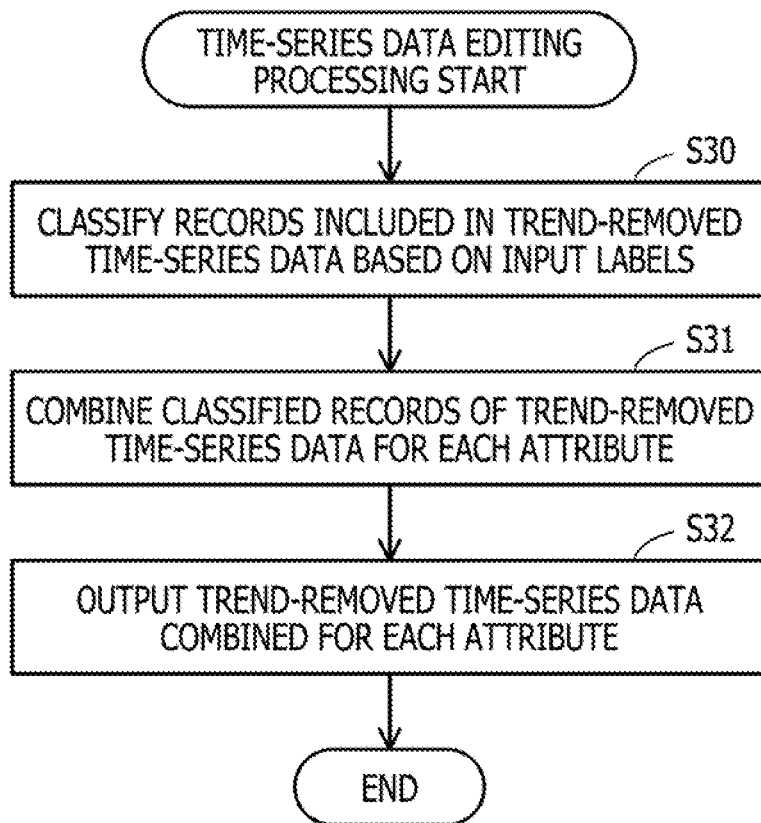 TIME-SERIES DATA EDITING
PROCESSING START
S30
CLASSIFY RECORDS INCLUDED IN TREND-REMOVED
TIME-SERIES DATA BASED ON INPUT LABELS
S31
COMBINE CLASSIFIED RECORDS OF TREND-REMOVED
TIME-SERIES DATA FOR EACH ATTRIBUTE
S32
OUTPUT TREND-REMOVED TIME-SERIES DATA
COMBINED FOR EACH ATTRIBUTE
END